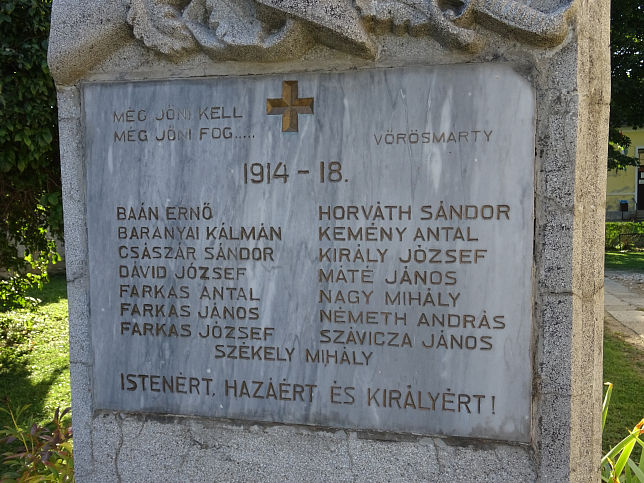 MÉG JÖNI KELL
MÉG JÖNI FOG.....
VÖRÖSMARTY
1914-18.
BAÁN ERNŐ
BARANYAI KÁLMÁN
CSÁSZÁR SÁNDOR
DÁVID JÓZSEF
FARKAS ANTAL
FARKAS JÁNOS
FARKAS JÓZSEF
HORVÁTH SÁNDOR
KEMÉNY ANTAL
KIRÁLY JÓZSEF
MÁTÉ JÁNOS
NAGY MIHÁLY
NÉMETH ANDRÁS
SZÁVICZA JÁNOS
SZÉKELY MIHÁLY
ISTENÉRT, HAZÁÉRT ÉS KIRÁLYÉRT!